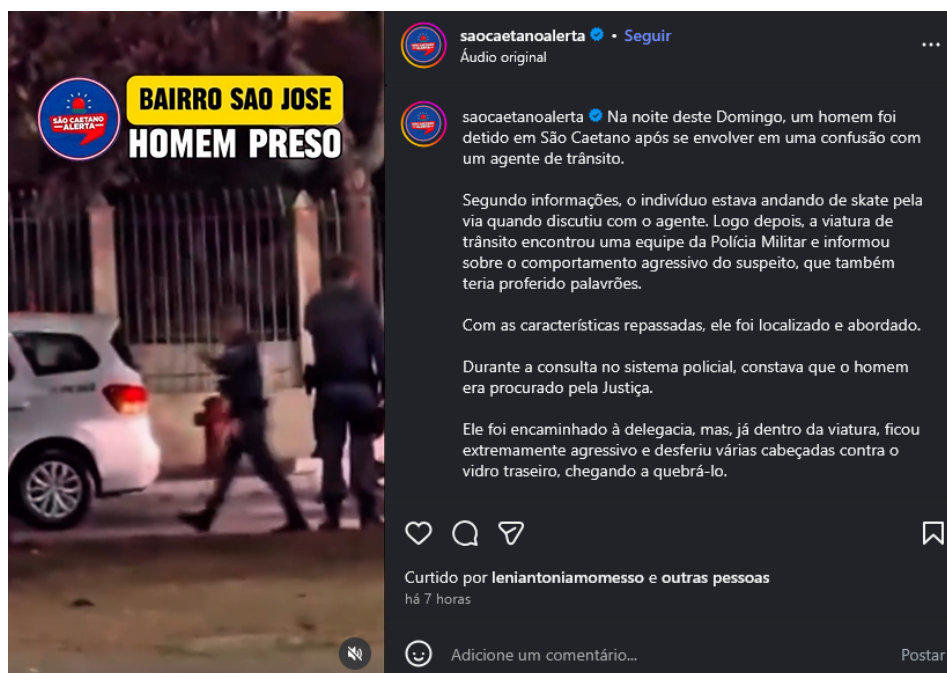 SÃO CAETANO
ALERTA
BAIRRO SAO JOSE
HOMEM PRESO
saocaetanoalerta • Seguir
Áudio original
saocaetanoalerta Na noite deste Domingo, um homem foi
detido em São Caetano após se envolver em uma confusão com
um agente de trânsito.
Segundo informações, o indivíduo estava andando de skate pela
via quando discutiu com o agente. Logo depois, a viatura de
trânsito encontrou uma equipe da Polícia Militar e informou
sobre o comportamento agressivo do suspeito, que também
teria proferido palavrões.
Com as características repassadas, ele foi localizado e abordado.
Durante a consulta no sistema policial, constava que o homem
era procurado pela Justiça.
Ele foi encaminhado à delegacia, mas, já dentro da viatura, ficou
extremamente agressivo e desferiu várias cabeçadas contra o
vidro traseiro, chegando a quebrá-lo.
Curtido por leniantoniamomesso e outras pessoas
há 7 horas
Adicione um comentário...
Postar